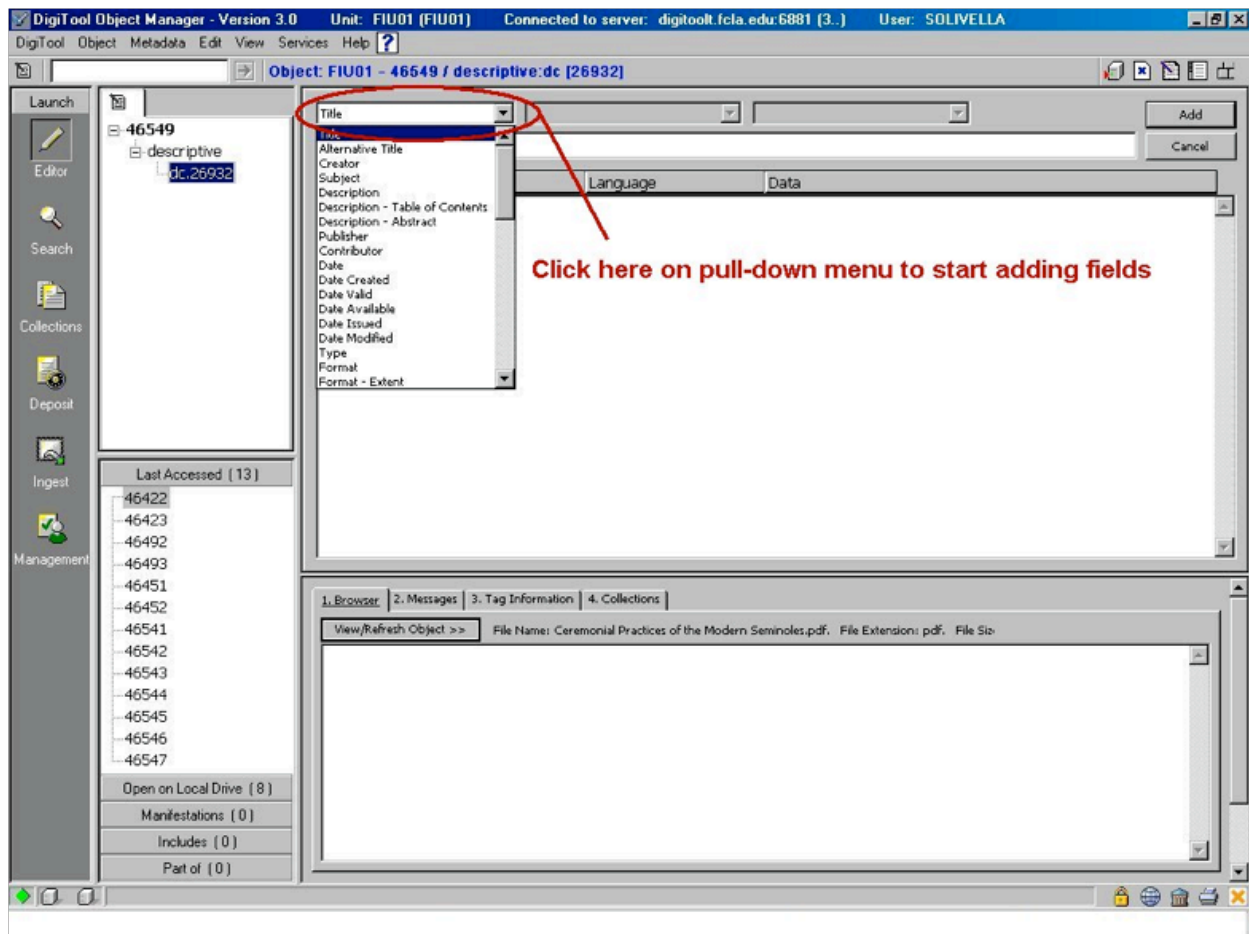 DigiTool Object Manager - Version 3.0 Unit: FIU01 (FIU01) Connected to server: digitoolt.fcla.edu:6881 (3..) User: SOLIVELLA
DigiTool Object Metadata Edit View Services Help ?
Object: FIU01 - 46549 / descriptive:dc [26932]
Launch
Editor
Search
Collections
Deposit
Ingest
Management
46549
descriptive
dc.26932
Last Accessed (13)
46422
46423
46492
46493
46451
46452
46541
46542
46543
46544
46545
46546
46547
Open on Local Drive (8)
Manifestations (0)
Includes (0)
Part of (0)
Title
Add
Cancel
Title
Alternative Title
Creator
Subject
Description
Description - Table of Contents
Description - Abstract
Publisher
Contributor
Date
Date Created
Date Valid
Date Available
Date Issued
Date Modified
Type
Format
Format - Extent
Language Data
Click here on pull-down menu to start adding fields
1. Browser 2. Messages 3. Tag Information 4. Collections
View/Refresh Object >> File Name: Ceremonial Practices of the Modern Seminoles.pdf. File Extension: pdf. File Siz